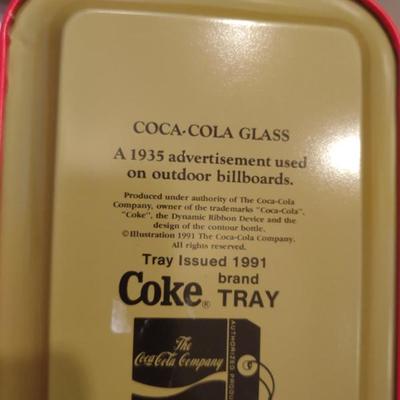 COCA-COLA GLASS
A 1935 advertisement used
on outdoor billboards.
Produced under authority of The Coca-Cola
Company, owner of the trademarks "Coca-Cola",
"Coke", the Dynamic Ribbon Device and the
design of the contour bottle.
©Illustration 1991 The Coca-Cola Company.
All rights reserved.
Tray Issued 1991
Coke® brand
TRAY
The
Coca-Cola Company
AUTHORIZED PRODUC